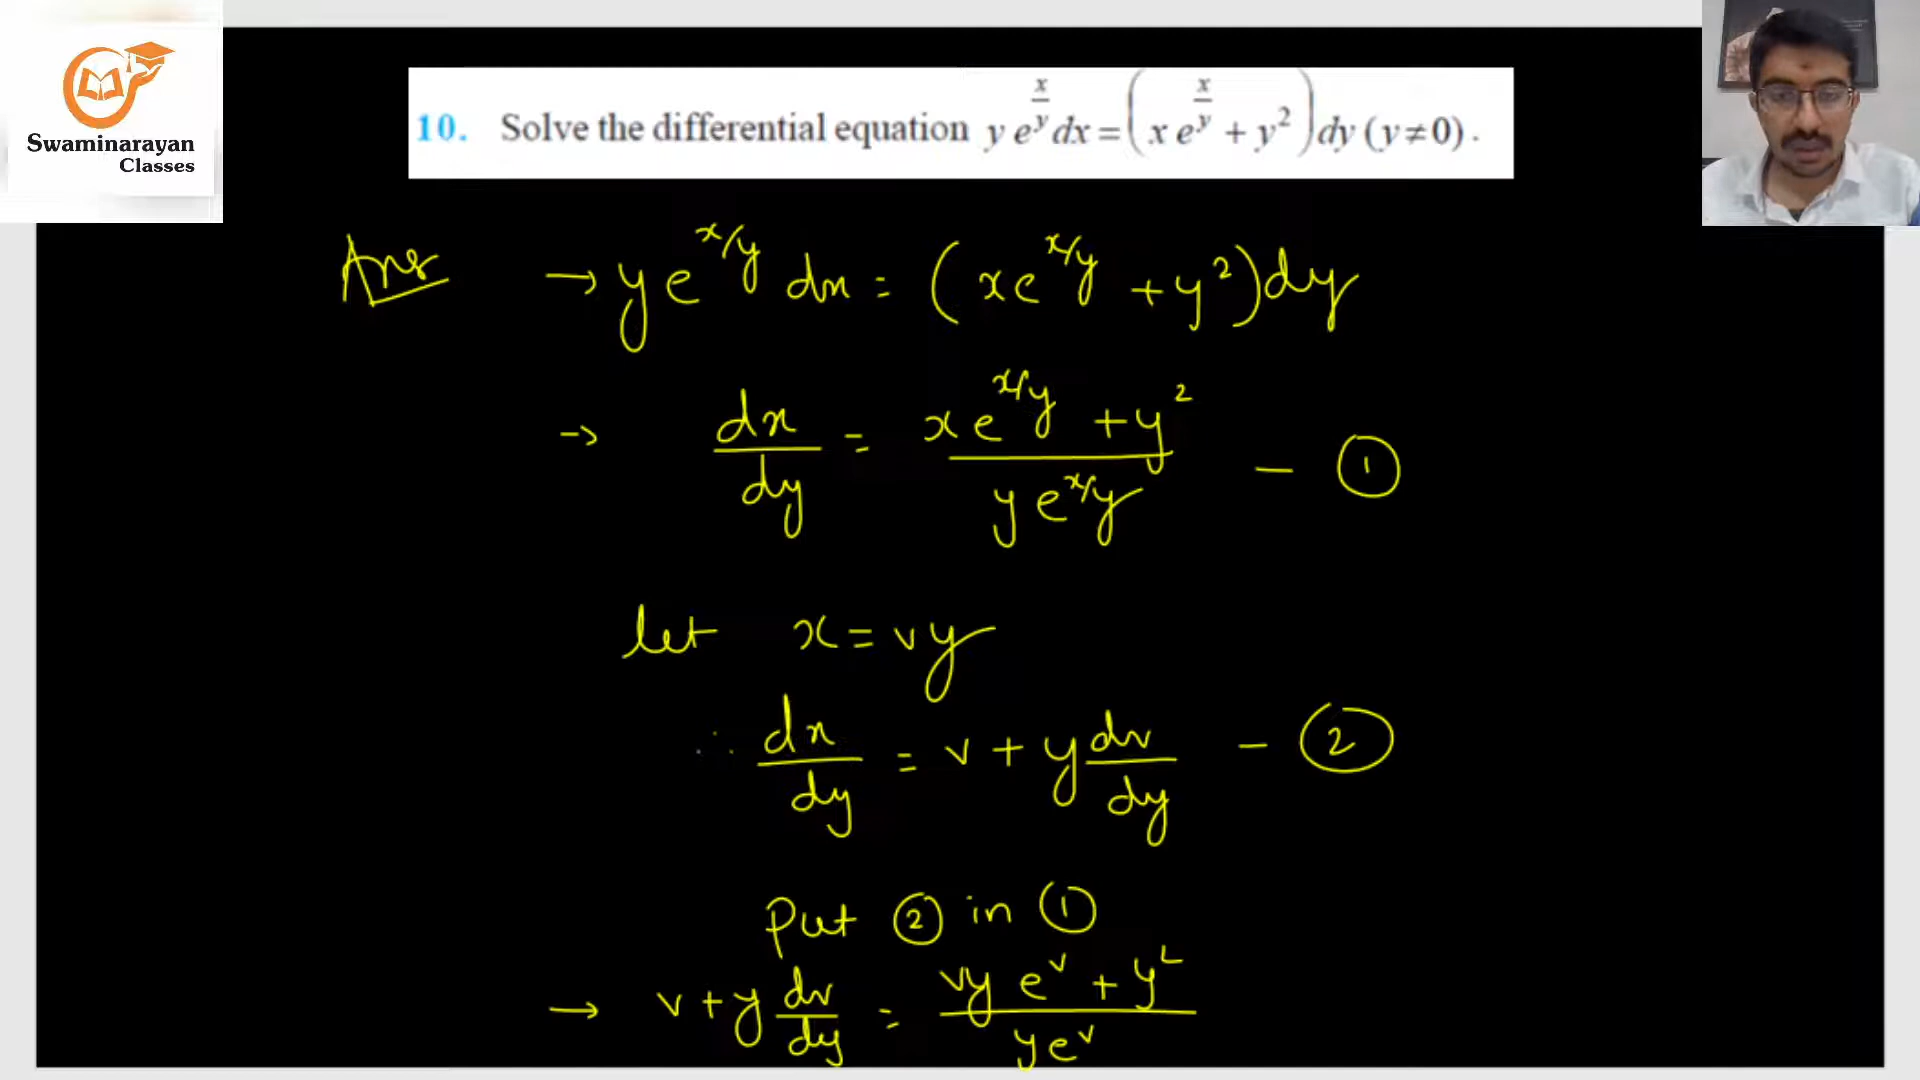 Swaminarayan
Classes
10. Solve the differential equation y e^(x/y) dx = (x e^(x/y) + y²) dy (y ≠ 0).
Ans → y e^(x/y) dx = (x e^(x/y) + y²) dy
→ dx/dy = (x e^(x/y) + y²)/(y e^(x/y)) – ①
let x = vy
∴ dx/dy = v + y dv/dy – ②
Put ② in ①
→ v + y dv/dy = (vy e^v + y²)/(y e^v)